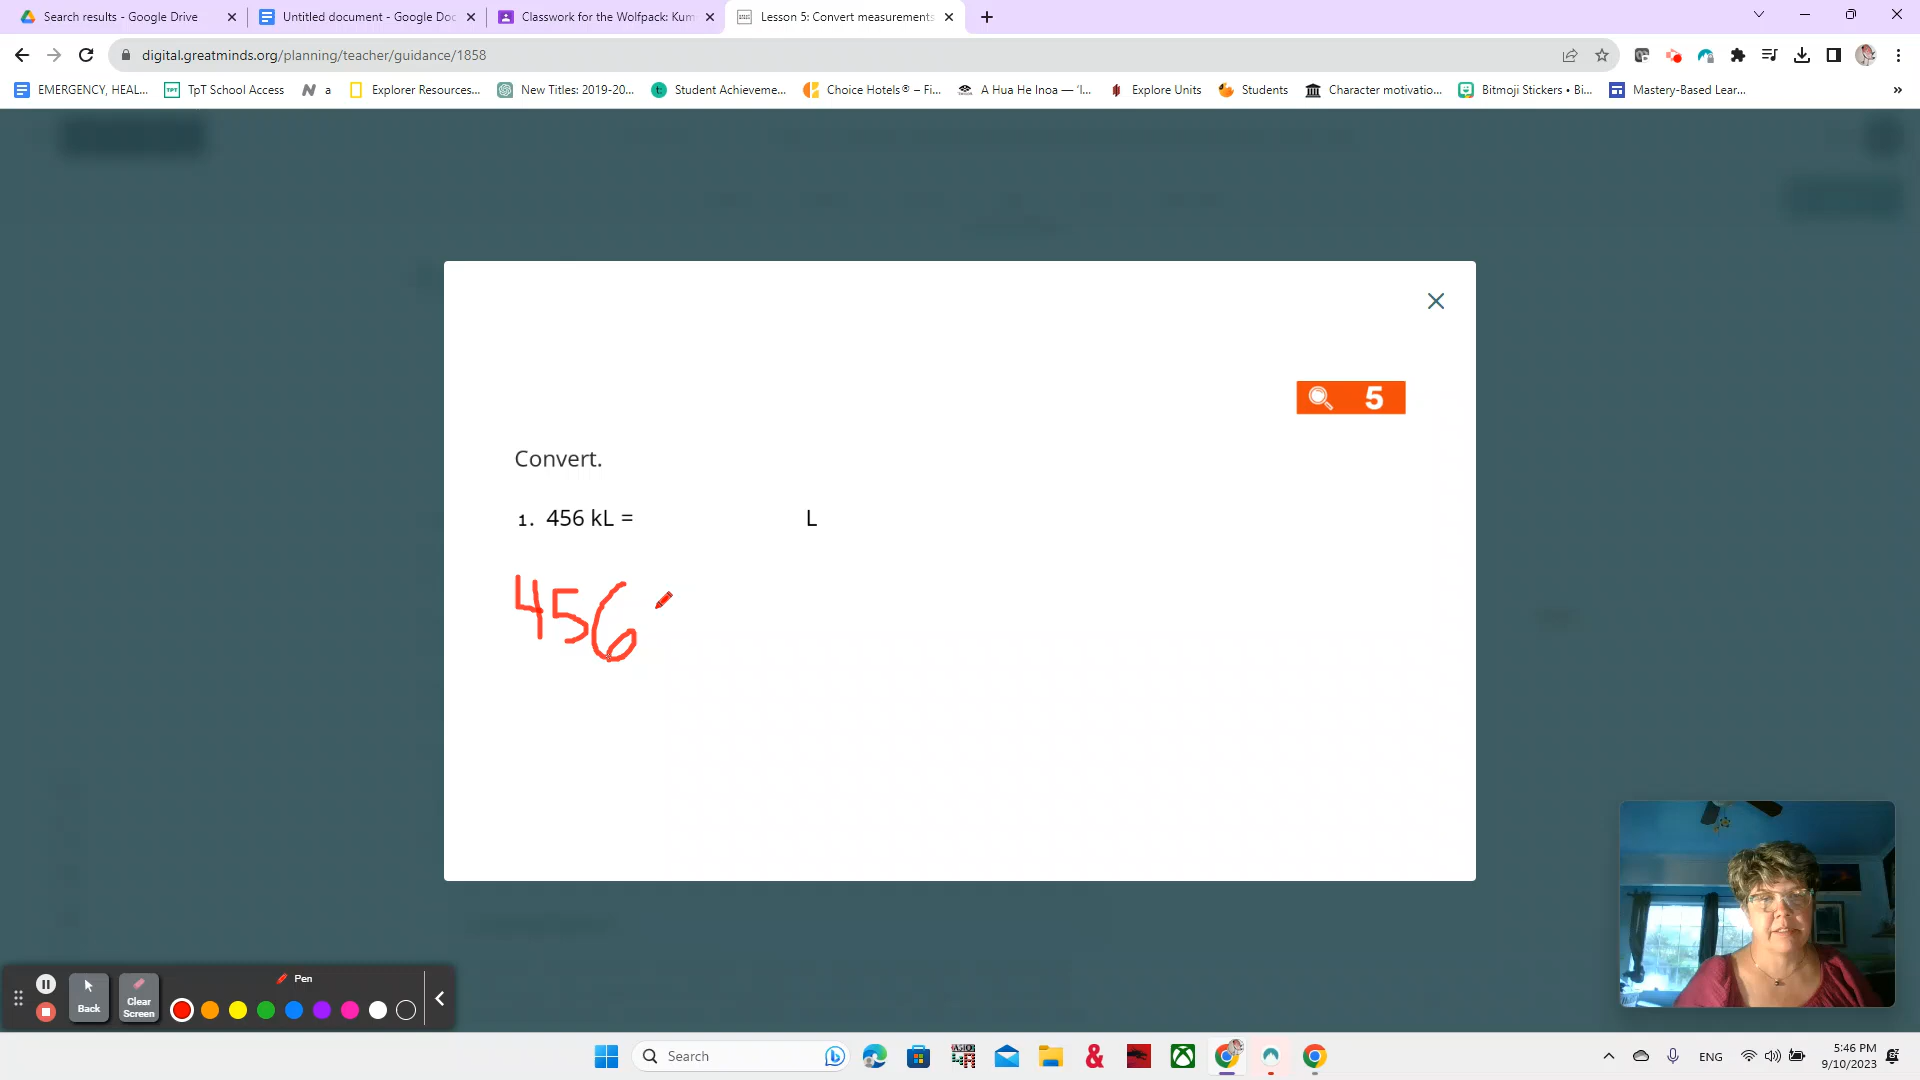 Search results - Google Drive
Untitled document - Google Doc
Classwork for the Wolfpack: Kum
Lesson 5: Convert measurements
digital.greatminds.org/planning/teacher/guidance/1858
EMERGENCY, HEAL...
TpT School Access
a
Explorer Resources...
New Titles: 2019-20...
Student Achieveme...
Choice Hotels® – Fi...
A Hua He Inoa — ‘I...
Explore Units
Students
Character motivatio...
Bitmoji Stickers • Bi...
Mastery-Based Lear...
5
Convert.
1. 456 kL = L
456
Pen
Back
Clear Screen
Search
ENG
5:46 PM
9/10/2023